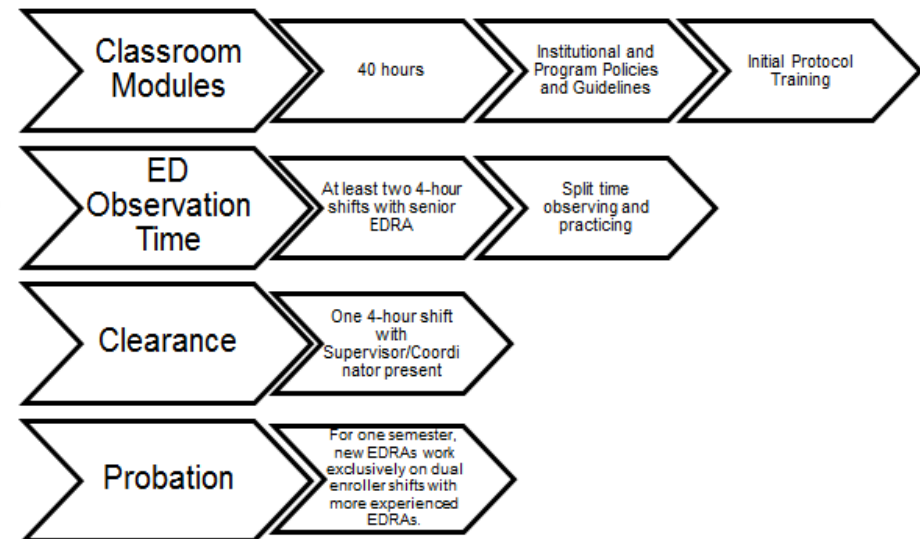 Classroom
Modules
40 hours
Institutional and
Program Policies
and Guidelines
Initial Protocol
Training
ED
Observation
Time
At least two 4-hour
shifts with senior
EDRA
Split time
observing and
practicing
Clearance
One 4-hour shift
with
Supervisor/Coordi
nator present
Probation
For one semester,
new EDRAs work
exclusively on dual
enroller shifts with
more experienced
EDRAs.